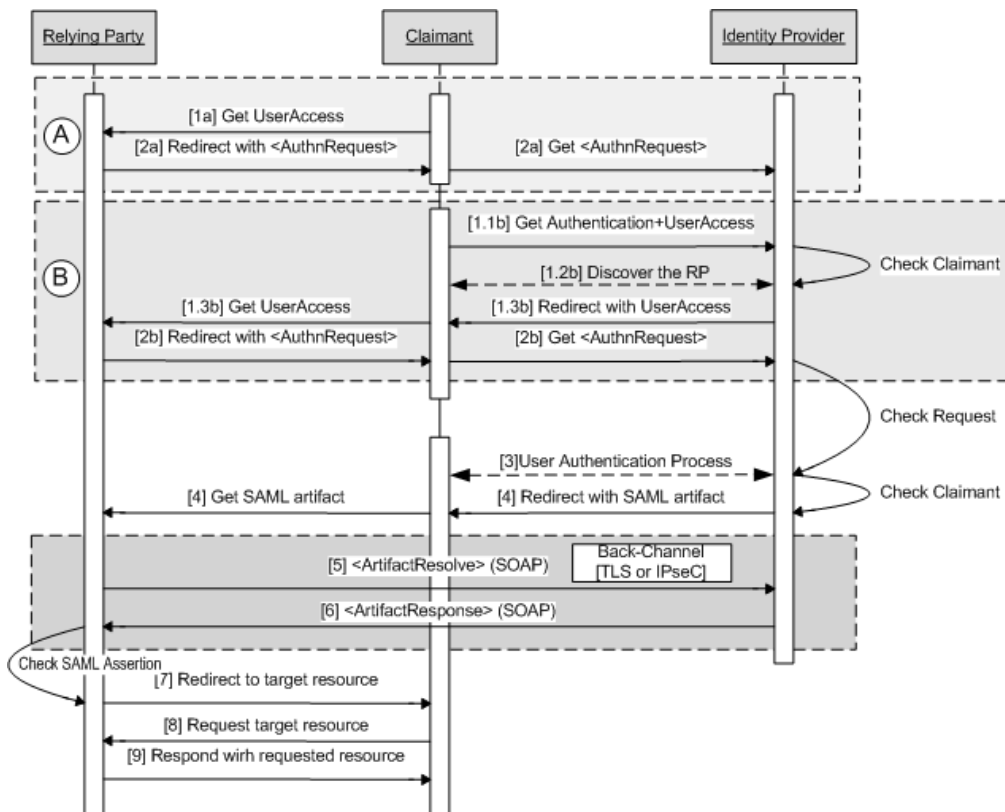 Relying Party
Claimant
Identity Provider
A
[1a] Get UserAccess
[2a] Redirect with <AuthnRequest>
[2a] Get <AuthnRequest>
B
[1.1b] Get Authentication+UserAccess
Check Claimant
[1.2b] Discover the RP
[1.3b] Get UserAccess
[1.3b] Redirect with UserAccess
[2b] Redirect with <AuthnRequest>
[2b] Get <AuthnRequest>
Check Request
[3]User Authentication Process
Check Claimant
[4] Get SAML artifact
[4] Redirect with SAML artifact
Back-Channel
[TLS or IPseC]
[5] <ArtifactResolve> (SOAP)
[6] <ArtifactResponse> (SOAP)
Check SAML Assertion
[7] Redirect to target resource
[8] Request target resource
[9] Respond wirh requested resource